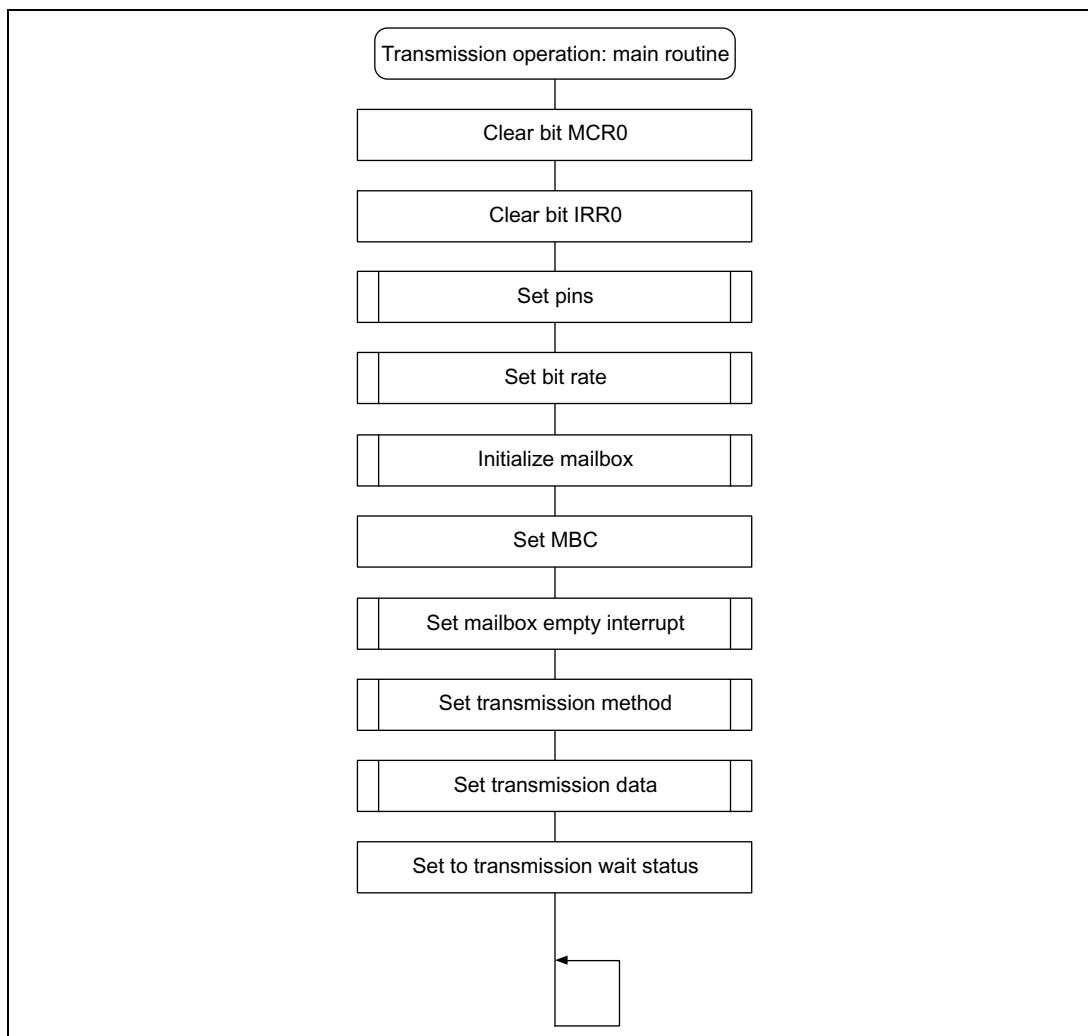 Transmission operation: main routine
Clear bit MCR0
Clear bit IRR0
Set pins
Set bit rate
Initialize mailbox
Set MBC
Set mailbox empty interrupt
Set transmission method
Set transmission data
Set to transmission wait status